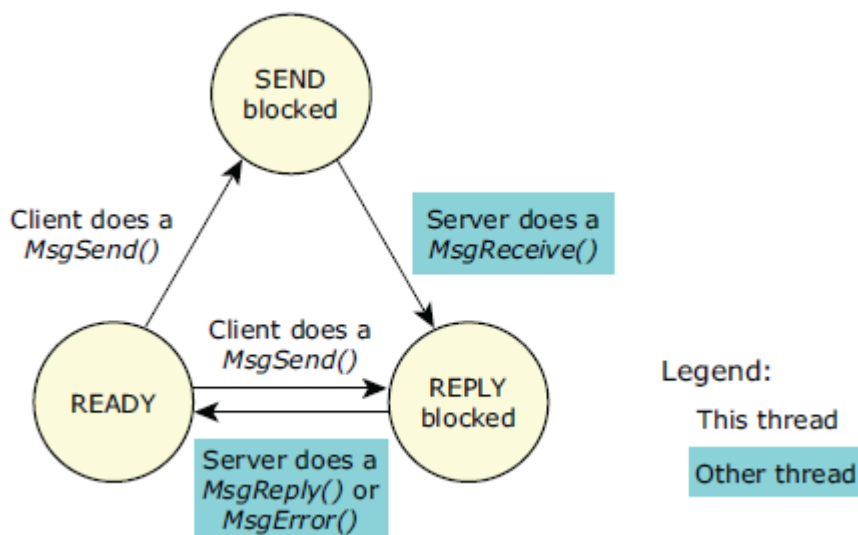 SEND
blocked
Client does a
MsgSend()
Server does a
MsgReceive()
Client does a
MsgSend()
READY
REPLY
blocked
Server does a
MsgReply() or
MsgError()
Legend:
This thread
Other thread